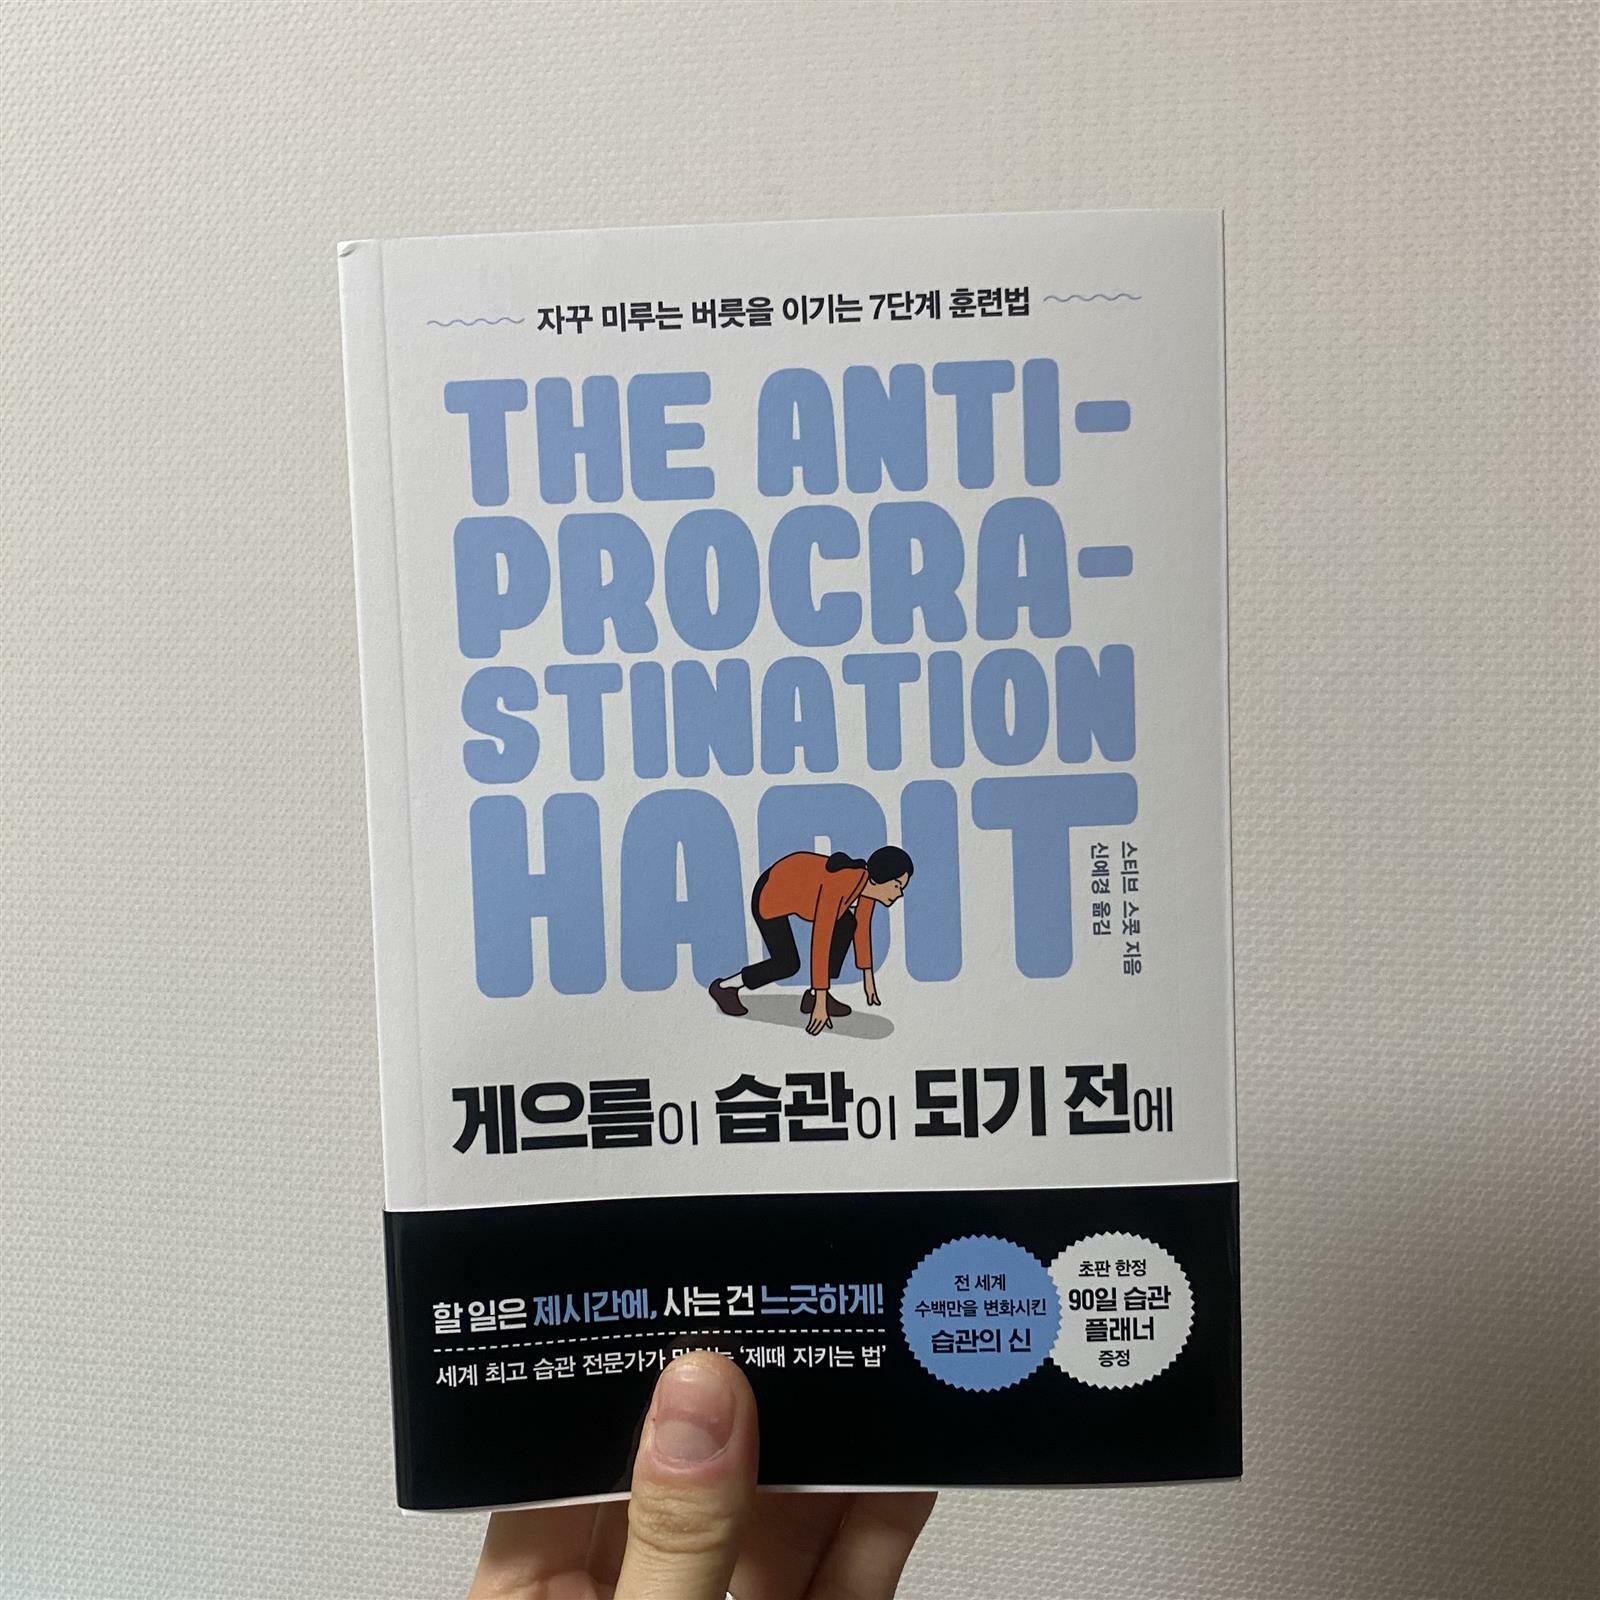 자꾸 미루는 버릇을 이기는 7단계 훈련법
THE ANTI-
PROCRA-
STINATION
HABIT
스티브 스콧 지음
신예경 옮김
게으름이 습관이 되기 전에
할 일은 제시간에, 사는 건 느긋하게!
세계 최고 습관 전문가가 '제때 지키는 법'
전 세계
수백만을 변화시킨
습관의 신
초판 한정
90일 습관
플래너
증정